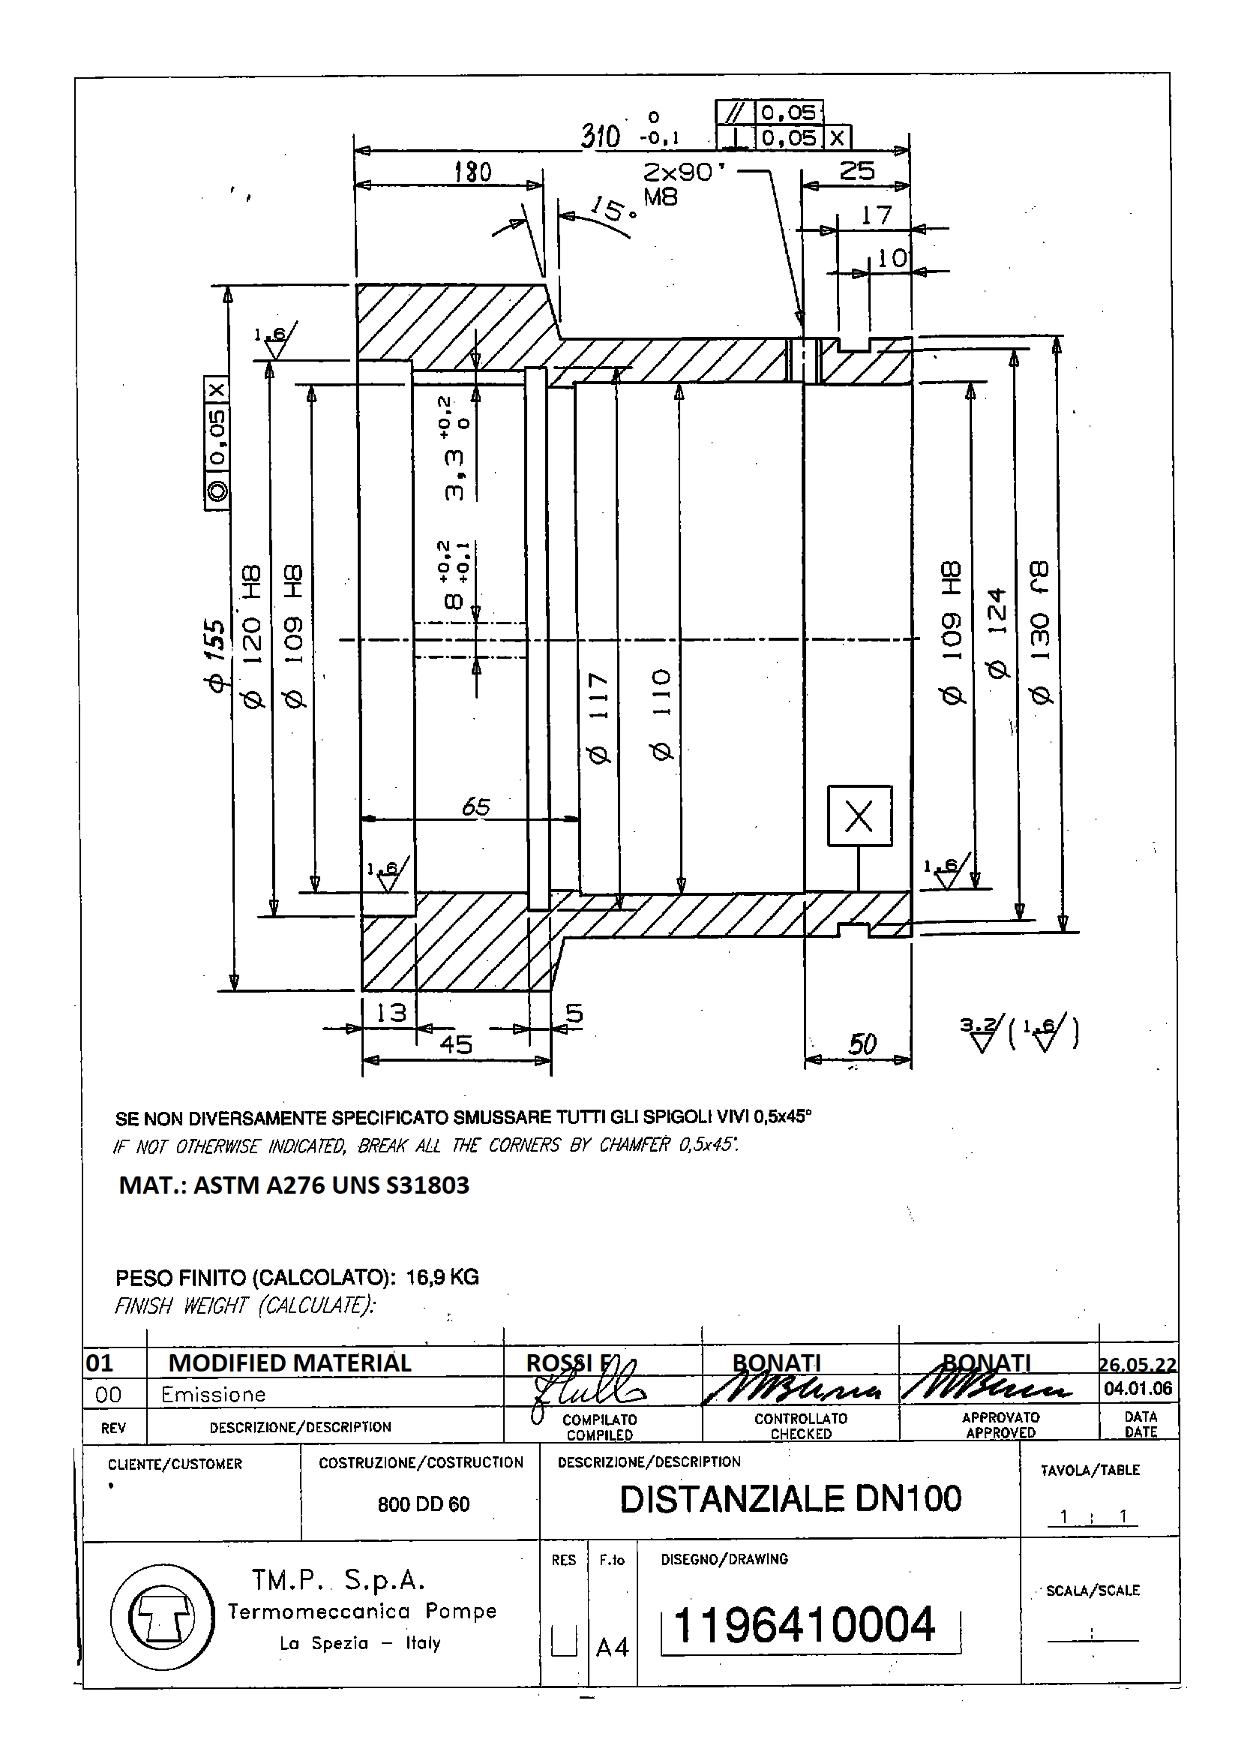 0
310 -0,1
// 0,05
⊥ 0,05 X
180
2x90°
M8
25
15°
17
10
1.6
◎ 0,05 X
3,3 +0,2 0
8 +0,2 +0,1
Φ 155
Ø 120 H8
Ø 109 H8
Ø 117
Ø 110
Ø 109 H8
Ø 124
Ø 130 f8
65
X
1.6
1.6
13
5
45
50
3.2 ( 1.6 )
SE NON DIVERSAMENTE SPECIFICATO SMUSSARE TUTTI GLI SPIGOLI VIVI 0,5x45°
IF NOT OTHERWISE INDICATED, BREAK ALL THE CORNERS BY CHAMFER 0,5x45°.
MAT.: ASTM A276 UNS S31803
PESO FINITO (CALCOLATO): 16,9 KG
FINISH WEIGHT (CALCULATE):
01 MODIFIED MATERIAL ROSSI F BONATI BONATI 26.05.22
00 Emissione 04.01.06
REV DESCRIZIONE/DESCRIPTION COMPILATO CONTROLLATO APPROVATO DATA
COMPILED CHECKED APPROVED DATE
CLIENTE/CUSTOMER COSTRUZIONE/COSTRUCTION DESCRIZIONE/DESCRIPTION TAVOLA/TABLE
800 DD 60 DISTANZIALE DN100 1 : 1
TM.P. S.p.A. RES F.to DISEGNO/DRAWING
Termomeccanica Pompe 1196410004 SCALA/SCALE
La Spezia - Italy A4 :